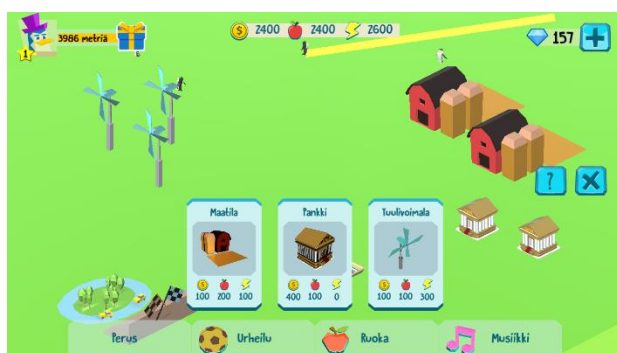 3986 metriä
1
2400 2400 2600
157
?
Maatila
100 200 100
Pankki
400 100 0
Tuulivoimala
100 100 300
Perus
Urheilu
Ruoka
Musiikki